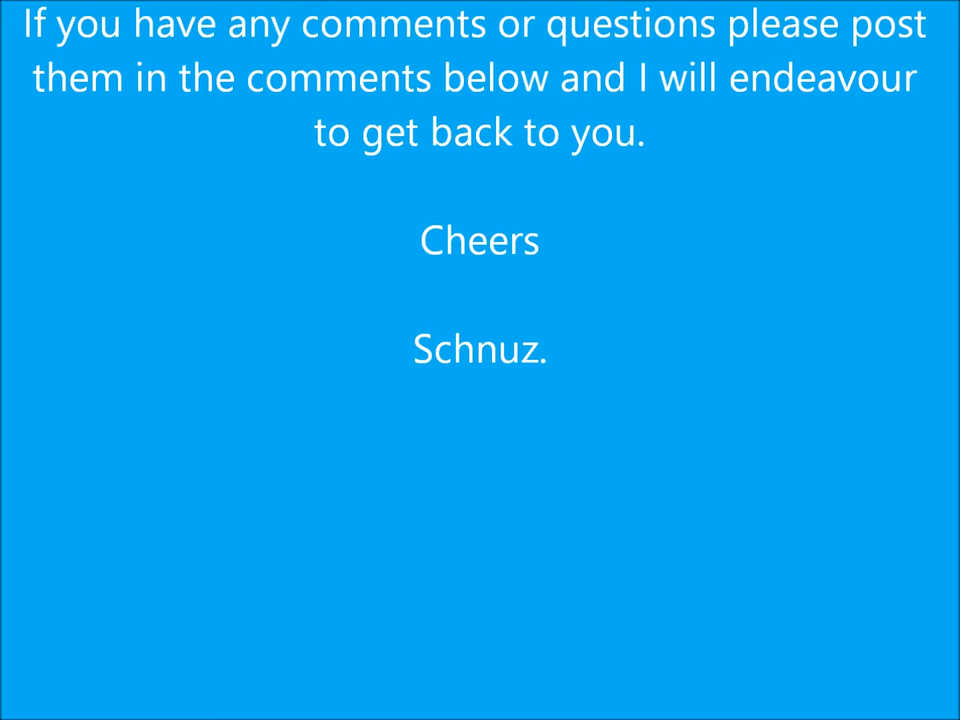 If you have any comments or questions please post
them in the comments below and I will endeavour
to get back to you.
Cheers
Schnuz.